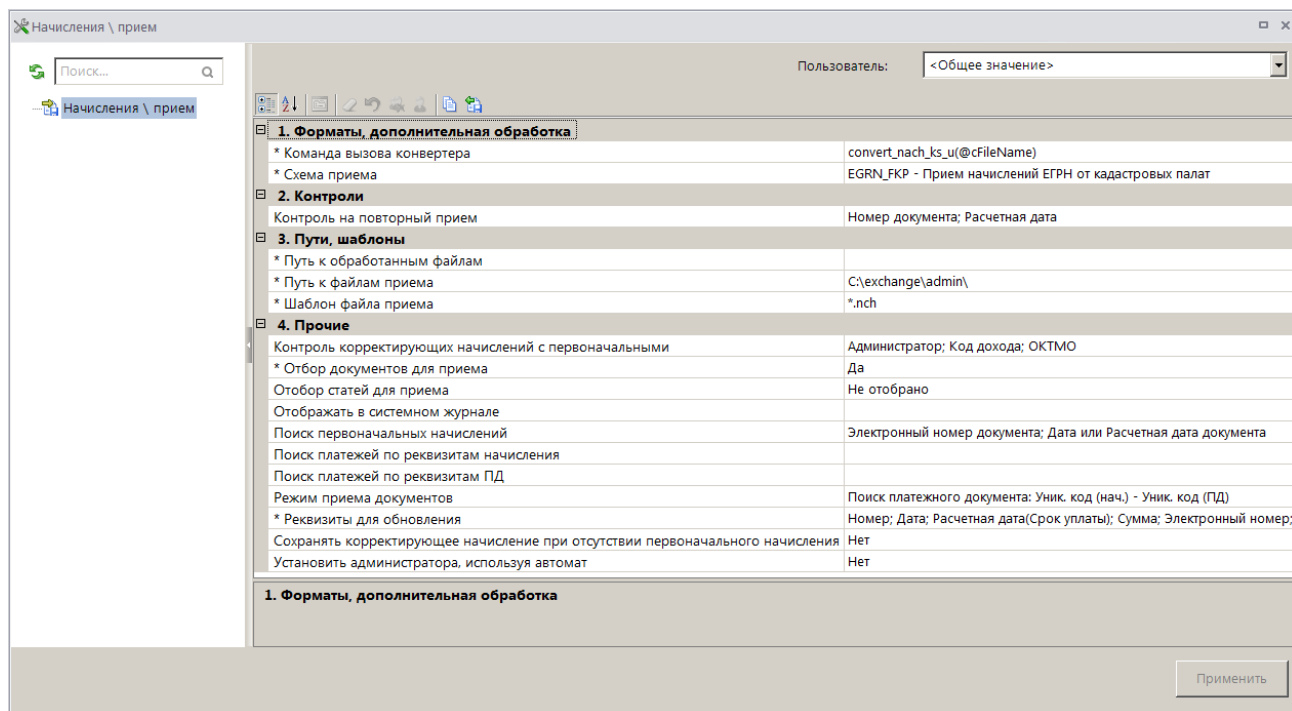 Начисления \ прием
Поиск...
Начисления \ прием
Пользователь: <Общее значение>
1. Форматы, дополнительная обработка
* Команда вызова конвертера convert_nach_ks_u(@cFileName)
* Схема приема EGRN_FKP - Прием начислений ЕГРН от кадастровых палат
2. Контроли
Контроль на повторный прием Номер документа; Расчетная дата
3. Пути, шаблоны
* Путь к обработанным файлам
* Путь к файлам приема C:\exchange\admin\
* Шаблон файла приема *.nch
4. Прочие
Контроль корректирующих начислений с первоначальными Администратор; Код дохода; ОКТМО
* Отбор документов для приема Да
Отобор статей для приема Не отобрано
Отображать в системном журнале
Поиск первоначальных начислений Электронный номер документа; Дата или Расчетная дата документа
Поиск платежей по реквизитам начисления
Поиск платежей по реквизитам ПД
Режим приема документов Поиск платежного документа: Уник. код (нач.) - Уник. код (ПД)
* Реквизиты для обновления Номер; Дата; Расчетная дата(Срок уплаты); Сумма; Электронный номер;
Сохранять корректирующее начисление при отсутствии первоначального начисления Нет
Установить администратора, используя автомат Нет
1. Форматы, дополнительная обработка
Применить